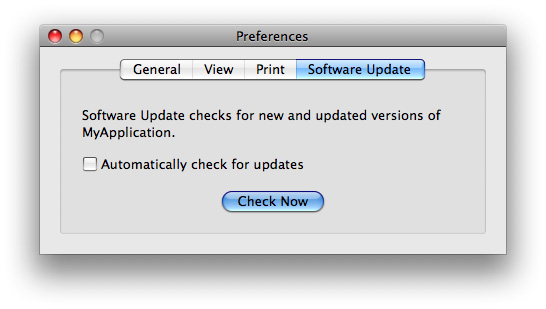 Preferences
General View Print Software Update
Software Update checks for new and updated versions of
MyApplication.
Automatically check for updates
Check Now